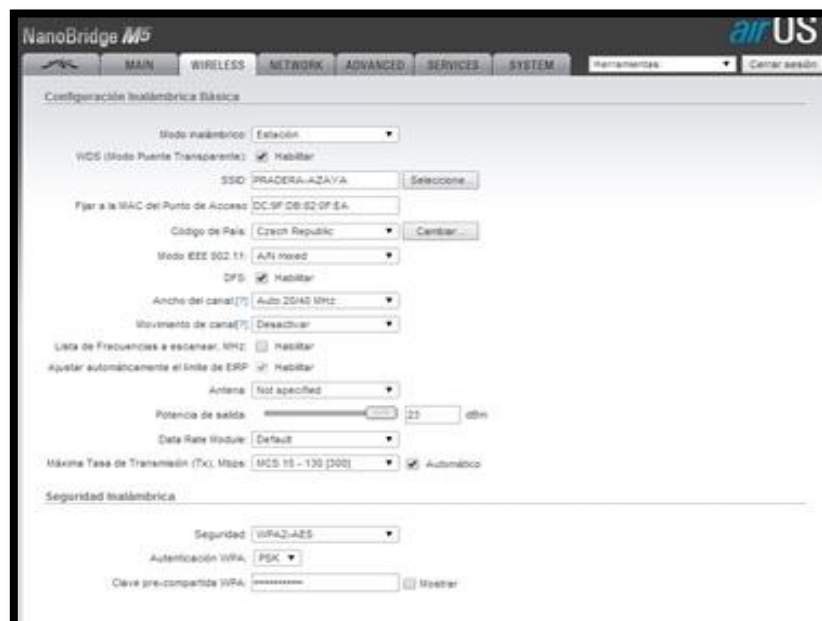 NanoBridge M5
airOS
MAIN WIRELESS NETWORK ADVANCED SERVICES SYSTEM Herramientas: Cerrar sesión
Configuración Inalámbrica Básica
Modo inalámbrico: Estación
WDS (Modo Puente Transparente): Habilitar
SSID: PRADERA-AZAYA Seleccione...
Fijar a la MAC del Punto de Acceso: DC:9F:DB:82:0F:EA
Código de País: Czech Republic Cambiar...
Modo IEEE 802.11: A/N mixed
DFS: Habilitar
Ancho del canal:[?] Auto 20/40 MHz
Movimiento de canal:[?] Desactivar
Lista de Frecuencias a escanear, MHz: Habilitar
Ajustar automáticamente el límite de EIRP: Habilitar
Antena: Not specified
Potencia de salida: 23 dBm
Data Rate Module: Default
Máxima Tasa de Transmisión (Tx), Mbps: MCS 15 - 130 [300] Automático
Seguridad Inalámbrica
Seguridad: WPA2-AES
Autenticación WPA: PSK
Clave pre-compartida WPA: Mostrar